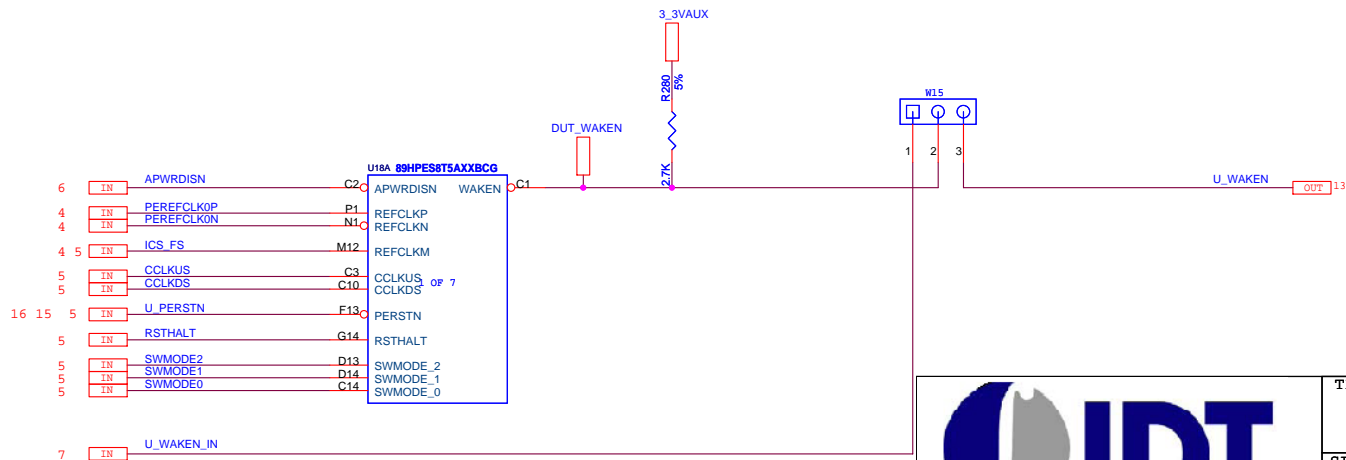 3_3VAUX
R280
5%
2.7K
W15
1 2 3
DUT_WAKEN
U18A 89HPES8T5AXXBCG
6 IN APWRDISN C2 APWRDISN WAKEN C1
U_WAKEN OUT 13
4 IN PEREFCLK0P P1 REFCLKP
4 IN PEREFCLK0N N1 REFCLKN
4 5 IN ICS_FS M12 REFCLKM
5 IN CCLKUS C3 CCLKUS
1 OF 7
5 IN CCLKDS C10 CCLKDS
16 15 5 IN U_PERSTN F13 PERSTN
5 IN RSTHALT G14 RSTHALT
5 IN SWMODE2 D13 SWMODE_2
5 IN SWMODE1 D14 SWMODE_1
5 IN SWMODE0 C14 SWMODE_0
7 IN U_WAKEN_IN
IDT